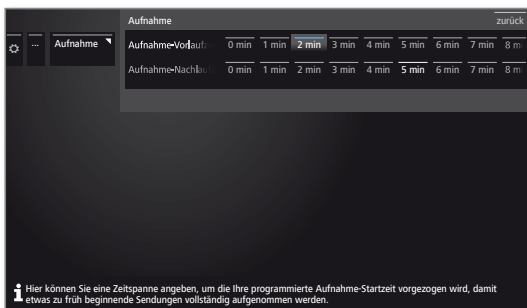 Aufnahme zurück
... Aufnahme
Aufnahme-Vorlaufz 0 min 1 min 2 min 3 min 4 min 5 min 6 min 7 min 8 m
Aufnahme-Nachlauf 0 min 1 min 2 min 3 min 4 min 5 min 6 min 7 min 8 m
Hier können Sie eine Zeitspanne angeben, um die Ihre programmierte Aufnahme-Startzeit vorgezogen wird, damit
etwas zu früh beginnende Sendungen vollständig aufgenommen werden.